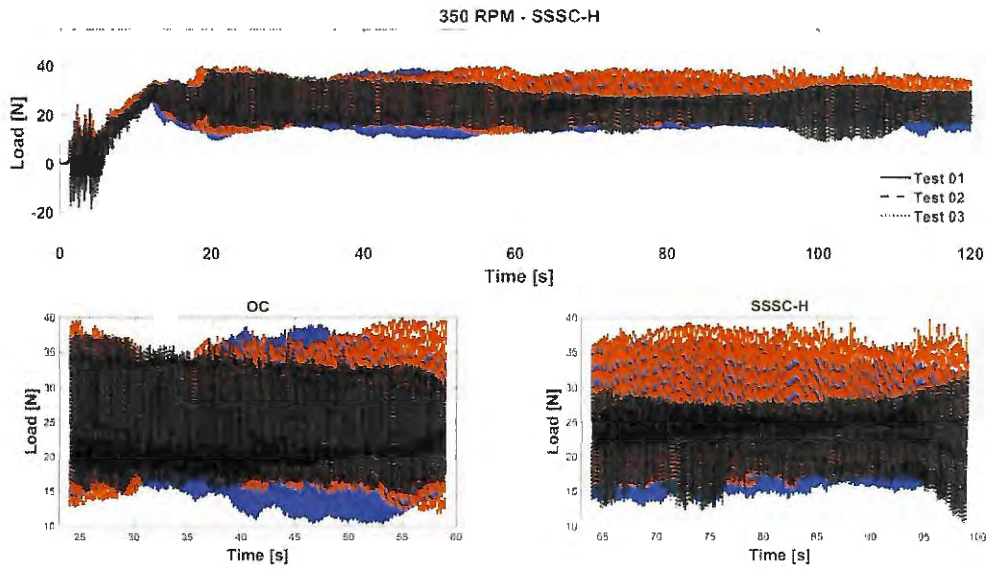 350 RPM - SSSC-H
40
20
0
-20
Load [N]
Test 01
Test 02
Test 03
0 20 40 60 80 100 120
Time [s]
OC
40
35
30
25
20
15
10
Load [N]
25 30 35 40 45 50 55 60
Time [s]
SSSC-H
40
35
30
25
20
15
10
Load [N]
65 70 75 80 85 90 95 100
Time [s]